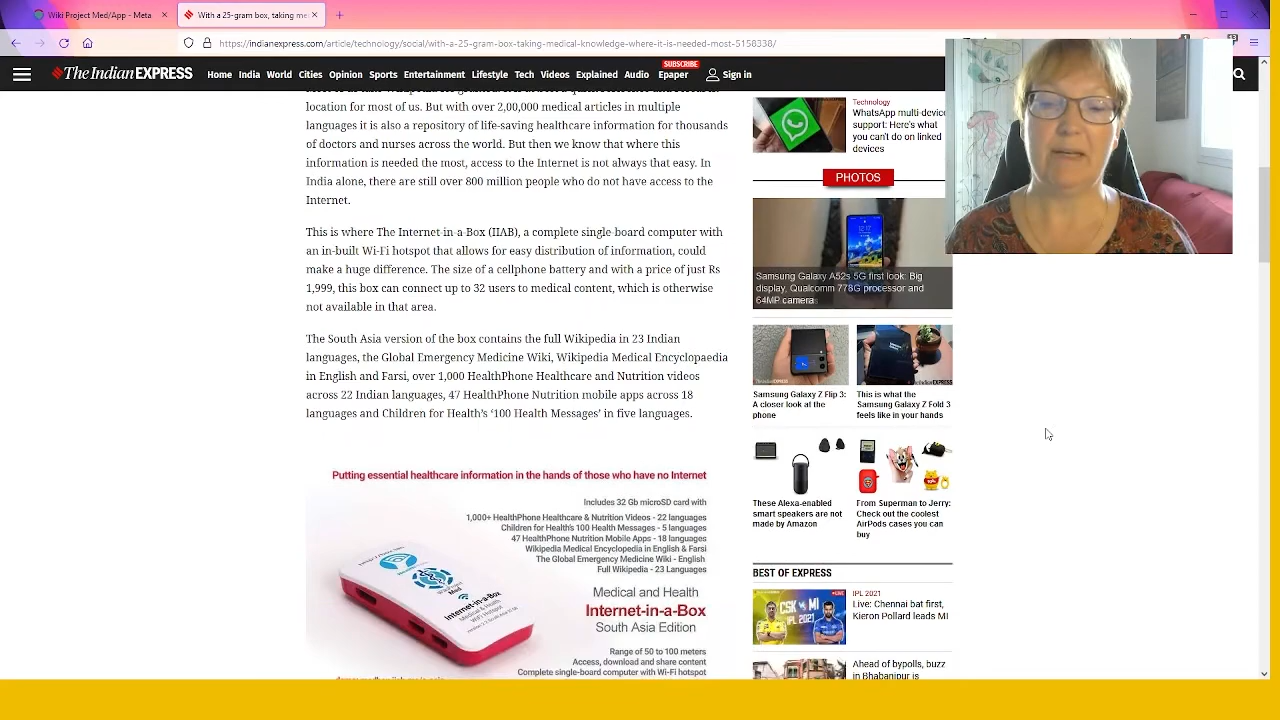 Wiki Project Med/App - Meta
With a 25-gram box, taking me
https://indianexpress.com/article/technology/social/with-a-25-gram-box-taking-medical-knowledge-where-it-is-needed-most-5158338/
The Indian EXPRESS
Home India World Cities Opinion Sports Entertainment Lifestyle Tech Videos Explained Audio Epaper Sign in
SUBSCRIBE
location for most of us. But with over 2,00,000 medical articles in multiple
languages it is also a repository of life-saving healthcare information for thousands
of doctors and nurses across the world. But then we know that where this
information is needed the most, access to the Internet is not always that easy. In
India alone, there are still over 800 million people who do not have access to the
Internet.
This is where The Internet-in-a-Box (IIAB), a complete single-board computer with
an in-built Wi-Fi hotspot that allows for easy distribution of information, could
make a huge difference. The size of a cellphone battery and with a price of just Rs
1,999, this box can connect up to 32 users to medical content, which is otherwise
not available in that area.
The South Asia version of the box contains the full Wikipedia in 23 Indian
languages, the Global Emergency Medicine Wiki, Wikipedia Medical Encyclopaedia
in English and Farsi, over 1,000 HealthPhone Healthcare and Nutrition videos
across 22 Indian languages, 47 HealthPhone Nutrition mobile apps across 18
languages and Children for Health's ‘100 Health Messages’ in five languages.
Putting essential healthcare information in the hands of those who have no Internet
Includes 32 Gb microSD card with
1,000+ HealthPhone Healthcare & Nutrition Videos - 22 languages
Children for Health's 100 Health Messages - 5 languages
47 HealthPhone Nutrition Mobile Apps - 18 languages
Wikipedia Medical Encyclopedia in English & Farsi
The Global Emergency Medicine Wiki - English
Full Wikipedia - 23 Languages
Medical and Health
Internet-in-a-Box
South Asia Edition
Range of 50 to 100 meters
Access, download and share content
Complete single-board computer with Wi-Fi hotspot
Internet-in-a-Box
Medical & Health
WiFi Hotspot
Technology
WhatsApp multi-device
support: Here's what
you can't do on linked
devices
PHOTOS
Samsung Galaxy A52s 5G first look: Big
display, Qualcomm 778G processor and
64MP camera
Samsung Galaxy Z Flip 3:
A closer look at the
phone
This is what the
Samsung Galaxy Z Fold 3
feels like in your hands
These Alexa-enabled
smart speakers are not
made by Amazon
From Superman to Jerry:
Check out the coolest
AirPods cases you can
buy
BEST OF EXPRESS
LIVE
CSK vs MI
IPL 2021
IPL 2021
Live: Chennai bat first,
Kieron Pollard leads MI
Ahead of bypolls, buzz
in Bhabanipur is